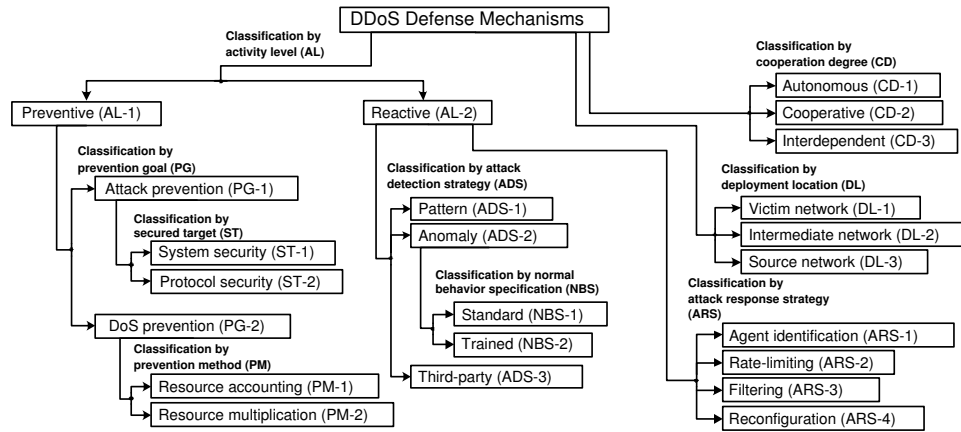 DDoS Defense Mechanisms
Classification by
activity level (AL)
Preventive (AL-1)
Classification by
prevention goal (PG)
Attack prevention (PG-1)
Classification by
secured target (ST)
System security (ST-1)
Protocol security (ST-2)
DoS prevention (PG-2)
Classification by
prevention method (PM)
Resource accounting (PM-1)
Resource multiplication (PM-2)
Reactive (AL-2)
Classification by attack
detection strategy (ADS)
Pattern (ADS-1)
Anomaly (ADS-2)
Classification by normal
behavior specification (NBS)
Standard (NBS-1)
Trained (NBS-2)
Third-party (ADS-3)
Classification by
cooperation degree (CD)
Autonomous (CD-1)
Cooperative (CD-2)
Interdependent (CD-3)
Classification by
deployment location (DL)
Victim network (DL-1)
Intermediate network (DL-2)
Source network (DL-3)
Classification by
attack response strategy
(ARS)
Agent identification (ARS-1)
Rate-limiting (ARS-2)
Filtering (ARS-3)
Reconfiguration (ARS-4)